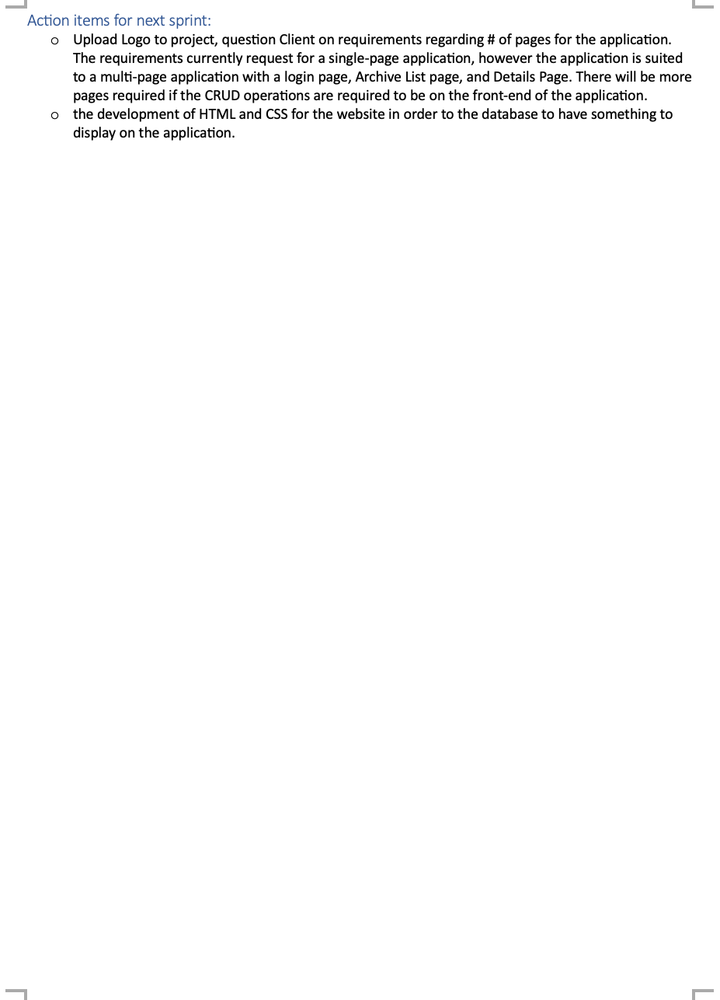 Action items for next sprint:
o Upload Logo to project, question Client on requirements regarding # of pages for the application.
The requirements currently request for a single-page application, however the application is suited
to a multi-page application with a login page, Archive List page, and Details Page. There will be more
pages required if the CRUD operations are required to be on the front-end of the application.
o the development of HTML and CSS for the website in order to the database to have something to
display on the application.